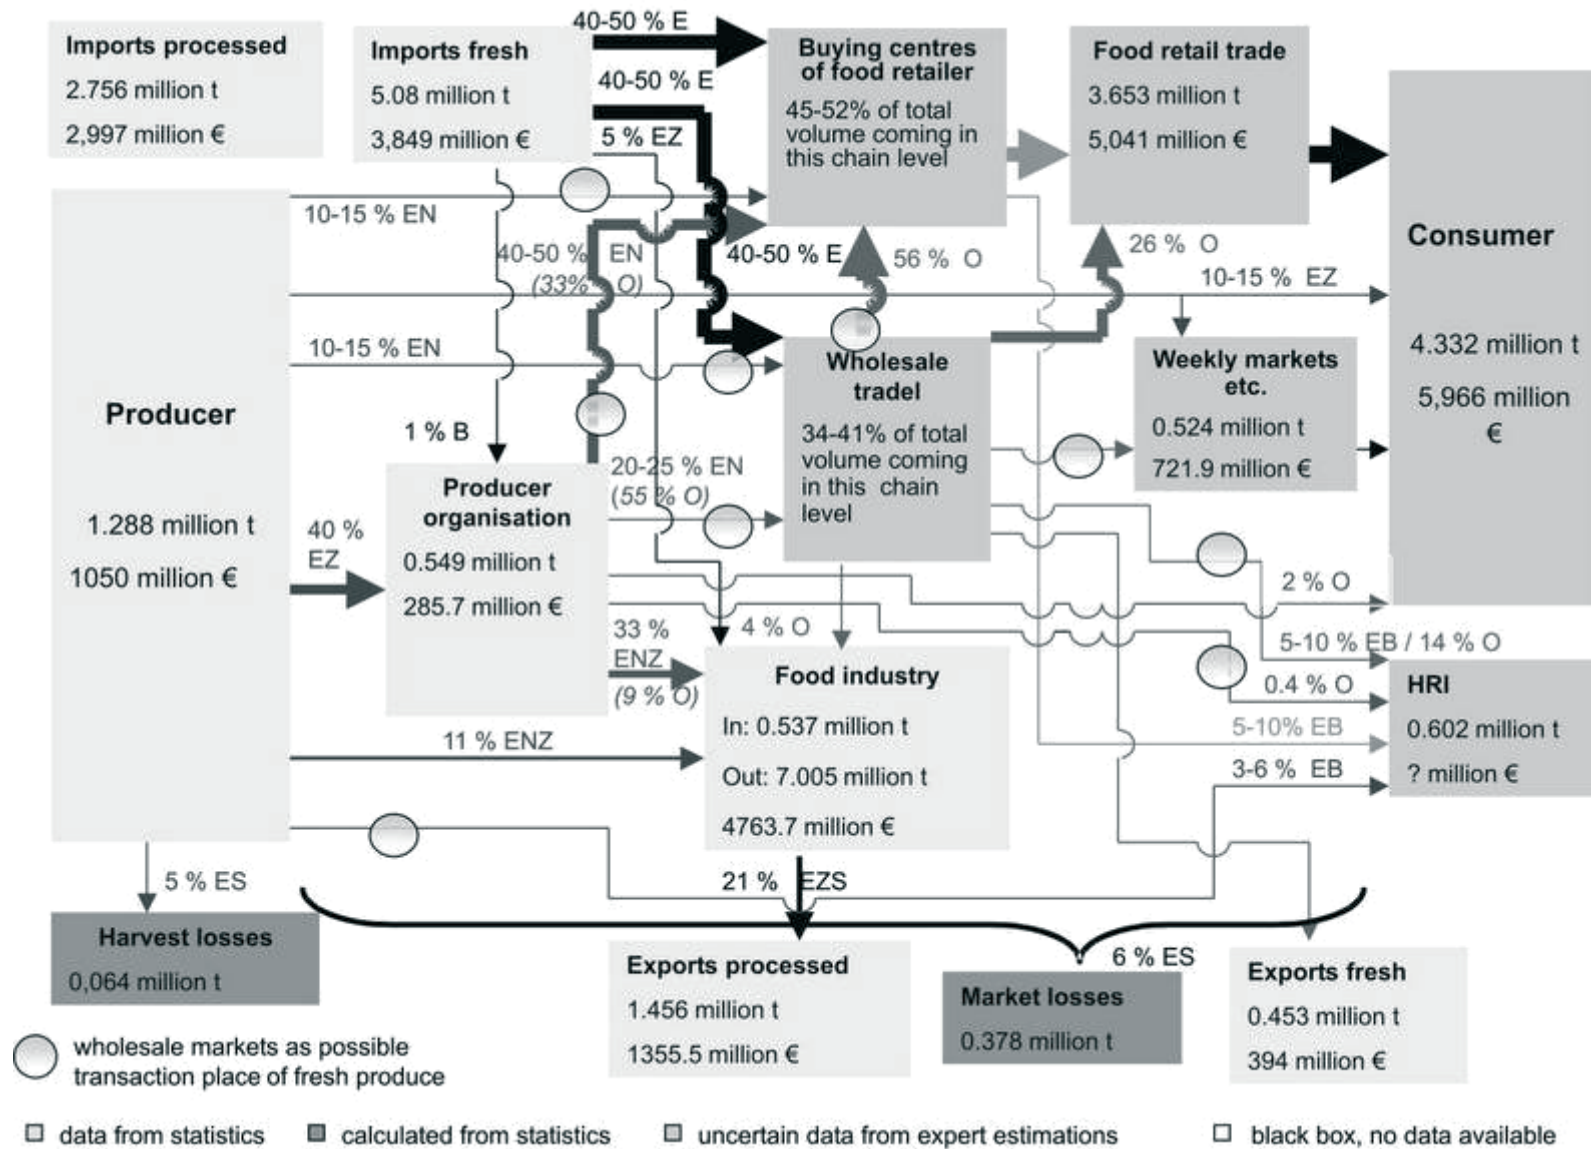 40-50 % E
Imports processed
2.756 million t
2,997 million €
Imports fresh
5.08 million t
3,849 million €
40-50 % E
5 % EZ
Buying centres
of food retailer
45-52% of total
volume coming in
this chain level
Food retail trade
3.653 million t
5,041 million €
Consumer
4.332 million t
5,966 million
€
10-15 % EN
40-50 % EN
(33% O)
40-50 % E
56 % O
26 % O
10-15 % EZ
10-15 % EN
Producer
1.288 million t
1050 million €
1 % B
Wholesale
tradel
34-41% of total
volume coming
in this chain
level
Weekly markets
etc.
0.524 million t
721.9 million €
20-25 % EN
(55 % O)
40 %
EZ
Producer
organisation
0.549 million t
285.7 million €
2 % O
33 %
ENZ
(9 % O)
4 % O
5-10 % EB / 14 % O
0.4 % O
5-10% EB
3-6 % EB
HRI
0.602 million t
? million €
Food industry
In: 0.537 million t
Out: 7.005 million t
4763.7 million €
11 % ENZ
5 % ES
21 % EZS
Harvest losses
0,064 million t
Exports processed
1.456 million t
1355.5 million €
6 % ES
Market losses
0.378 million t
Exports fresh
0.453 million t
394 million €
wholesale markets as possible
transaction place of fresh produce
data from statistics
calculated from statistics
uncertain data from expert estimations
black box, no data available